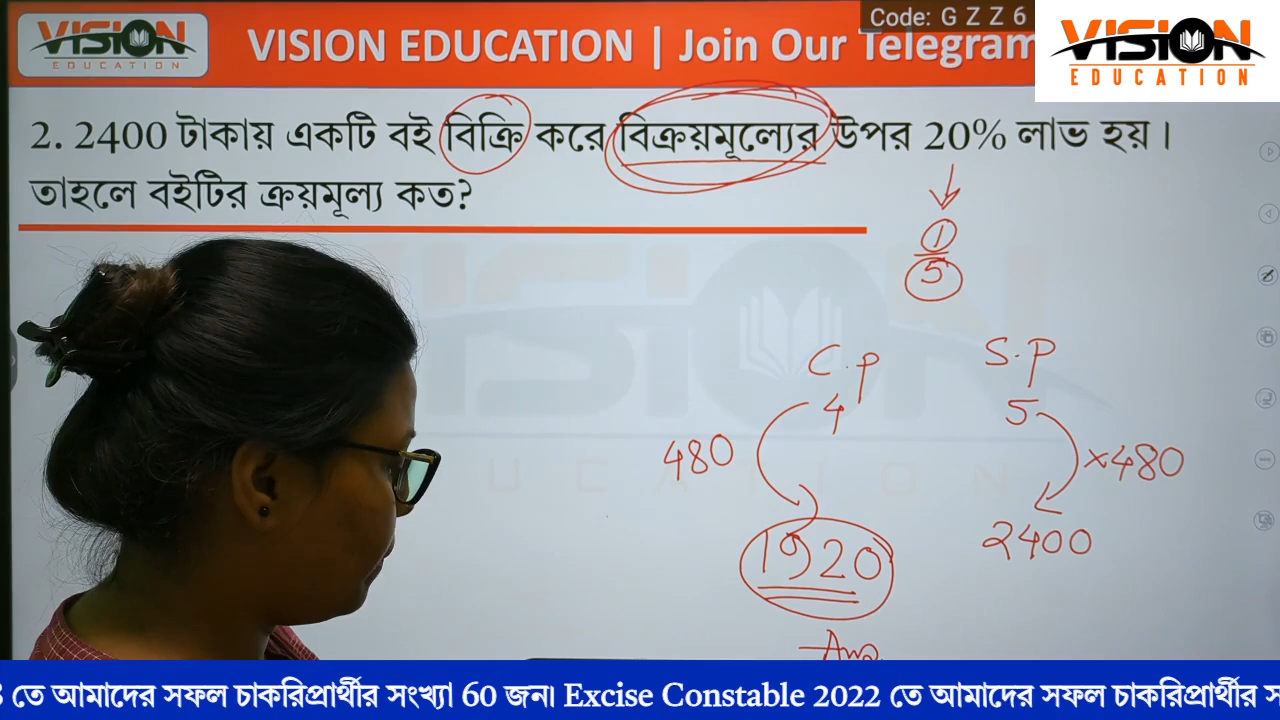 VISION EDUCATION
VISION EDUCATION | Join Our Telegram
Code: G Z Z 6
VISION EDUCATION
2. 2400 টাকায় একটি বই বিক্রি করে বিক্রয়মূল্যের উপর 20% লাভ হয়।
তাহলে বইটির ক্রয়মূল্য কত?
1
5
C.P S.P
4 5
480 ×480
1920 2400
Ans
তে আমাদের সফল চাকরিপ্রার্থীর সংখ্যা 60 জন। Excise Constable 2022 তে আমাদের সফল চাকরিপ্রার্থীর